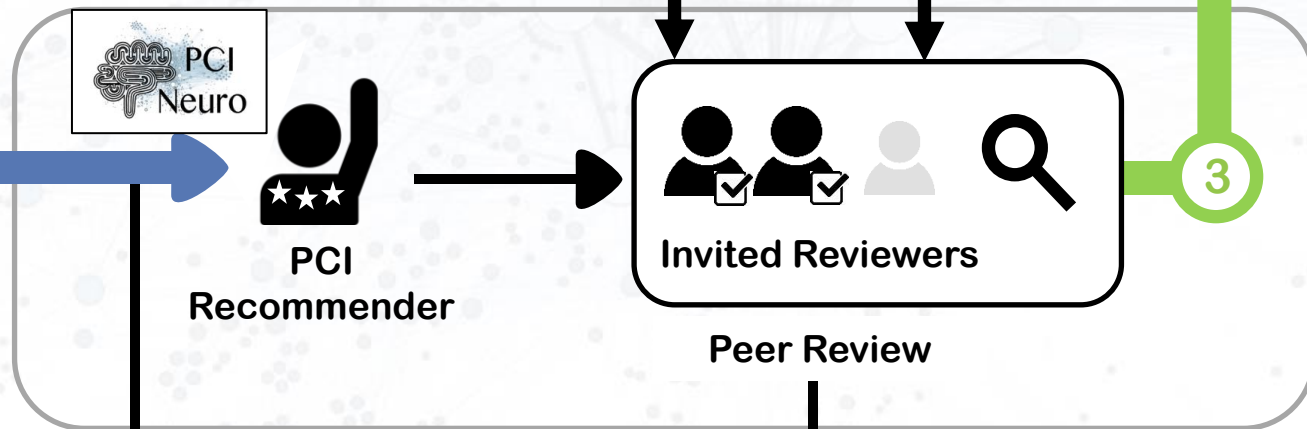 PCI
Neuro
PCI
Recommender
Invited Reviewers
Peer Review
3